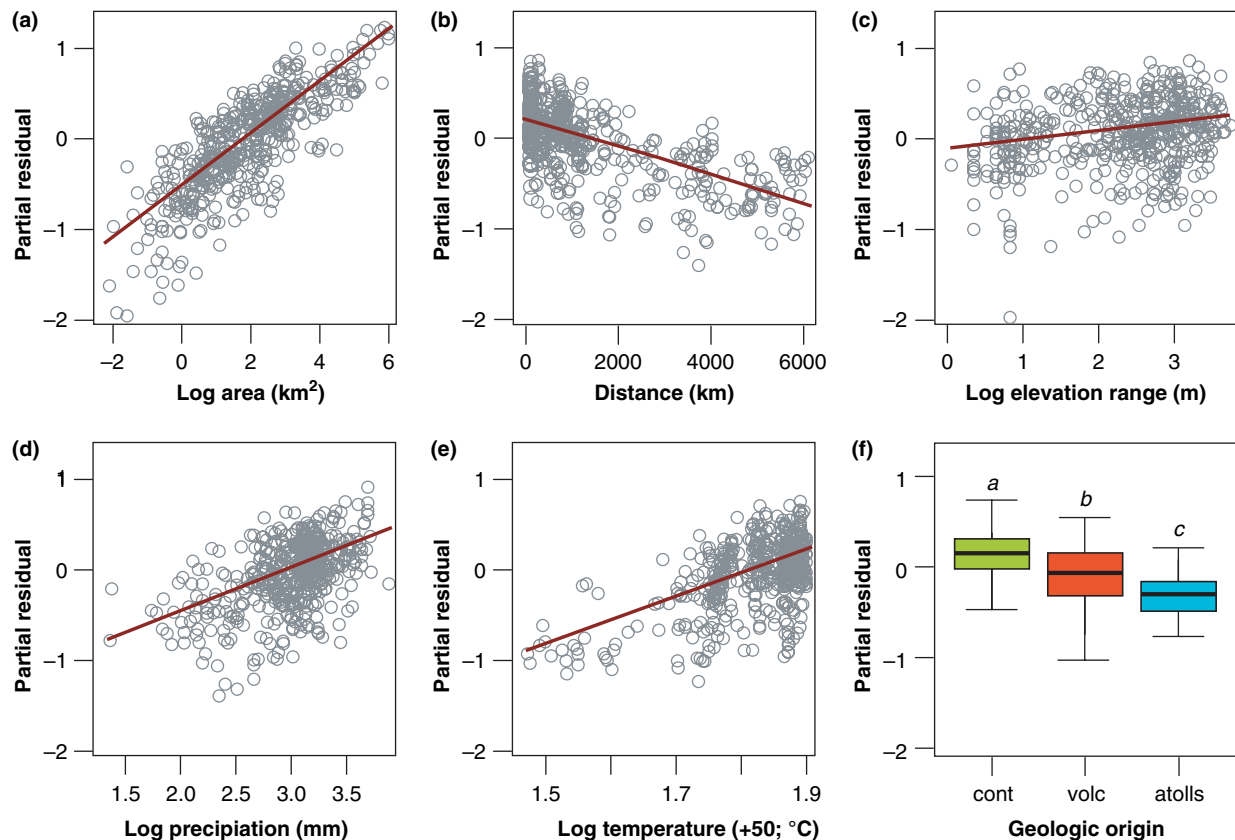 (a)
1
0
−1
−2
Partial residual
−2 0 2 4 6
Log area (km²)
(b)
1
0
−1
−2
Partial residual
0 2000 4000 6000
Distance (km)
(c)
1
0
−1
−2
Partial residual
0 1 2 3
Log elevation range (m)
(d)
1
0
−1
−2
Partial residual
1.5 2.0 2.5 3.0 3.5
Log precipiation (mm)
(e)
1
0
−1
−2
Partial residual
1.5 1.7 1.9
Log temperature (+50; °C)
(f)
1
0
−1
−2
Partial residual
a
b
c
cont volc atolls
Geologic origin